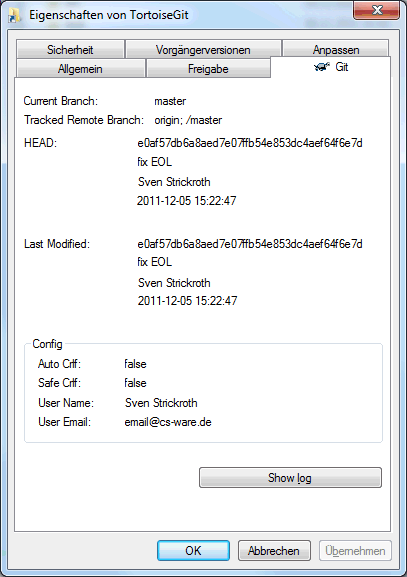 Eigenschaften von TortoiseGit
Sicherheit Vorgängerversionen Anpassen
Allgemein Freigabe Git
Current Branch: master
Tracked Remote Branch: origin; /master
HEAD: e0af57db6a8aed7e07ffb54e853dc4aef64f6e7d
fix EOL
Sven Strickroth
2011-12-05 15:22:47
Last Modified: e0af57db6a8aed7e07ffb54e853dc4aef64f6e7d
fix EOL
Sven Strickroth
2011-12-05 15:22:47
Config
Auto Crlf: false
Safe Crlf: false
User Name: Sven Strickroth
User Email: email@cs-ware.de
Show log
OK Abbrechen Übernehmen